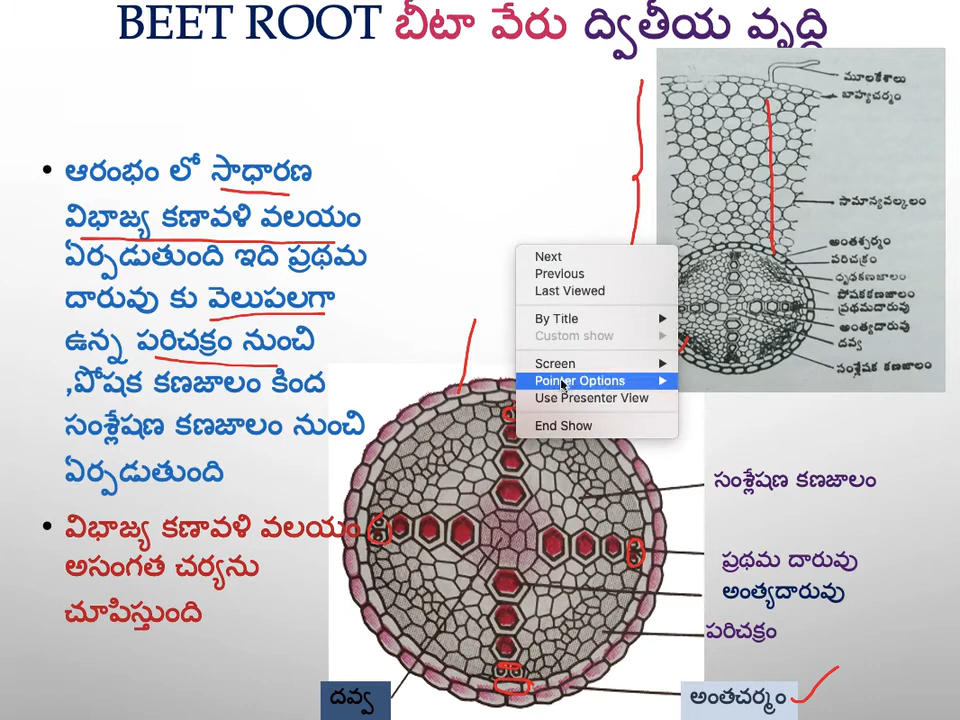 BEET ROOT బీటా వేరు ద్వితీయ వృద్ధి
• ఆరంభం లో సాధారణ
విభాజ్య కణావళి వలయం
ఏర్పడుతుంది ఇది ప్రథమ
దారువు కు వెలుపలగా
ఉన్న పరిచక్రం నుంచి
,పోషక కణజాలం కింద
సంశ్లేషణ కణజాలం నుంచి
ఏర్పడుతుంది
• విభాజ్య కణావళి వలయం
అసంగత చర్యను
చూపిస్తుంది
మూలకేశాలు
బాహ్యచర్మం
సామాన్యవల్కలం
అంతశ్చర్మం
పరిచక్రం
దృఢకణజాలం
పోషకకణజాలం
ప్రథమదారువు
అంత్యదారువు
దవ్వ
సంశ్లేషక కణజాలం
Next
Previous
Last Viewed
By Title
Custom show
Screen
Pointer Options
Use Presenter View
End Show
సంశ్లేషణ కణజాలం
ప్రథమ దారువు
అంత్యదారువు
పరిచక్రం
దవ్వ
అంతచర్మం